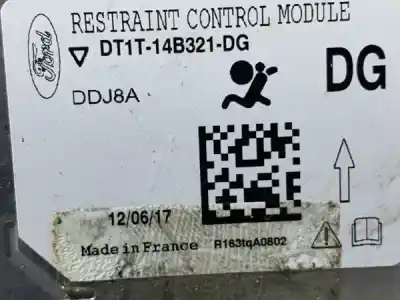 RESTRAINT CONTROL MODULE
Ford
DT1T-14B321-DG
DG
DDJ8A
12/06/17
Made in France R163tqA0802